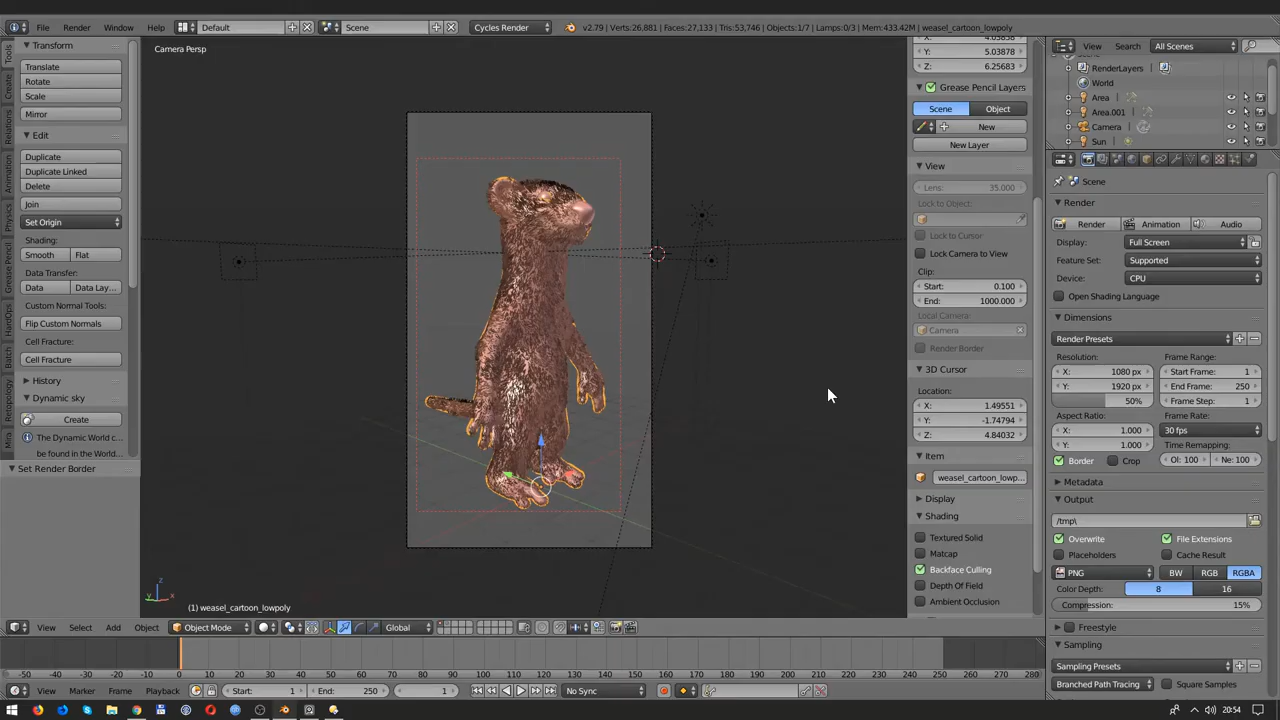 File Render Window Help Default Scene Cycles Render v2.79 | Verts:26,881 | Faces:27,133 | Tris:53,746 | Objects:1/7 | Lamps:0/3 | Mem:433.42M | weasel_cartoon_lowpoly
Tools
Create
Relations
Animation
Physics
Grease Pencil
HardOps
Batch
Retopology
Mira
Transform
Translate
Rotate
Scale
Mirror
Edit
Duplicate
Duplicate Linked
Delete
Join
Set Origin
Shading:
Smooth Flat
Data Transfer:
Data Data Lay...
Custom Normal Tools:
Flip Custom Normals
Cell Fracture:
Cell Fracture
History
Dynamic sky
Create
The Dynamic World c
be found in the World
Set Render Border
Camera Persp
(1) weasel_cartoon_lowpoly
z
x
X: 4.03858
Y: 5.03878
Z: 6.25683
Grease Pencil Layers
Scene Object
New
New Layer
View
Lens: 35.000
Lock to Object:
Lock to Cursor
Lock Camera to View
Clip:
Start: 0.100
End: 1000.000
Local Camera:
Camera
Render Border
3D Cursor
Location:
X: 1.49551
Y: -1.74794
Z: 4.84032
Item
weasel_cartoon_lowp...
Display
Shading
Textured Solid
Matcap
Backface Culling
Depth Of Field
Ambient Occlusion
View Search All Scenes
RenderLayers
World
Area
Area.001
Camera
Sun
Scene
Render
Render Animation Audio
Display: Full Screen
Feature Set: Supported
Device: CPU
Open Shading Language
Dimensions
Render Presets
Resolution: Frame Range:
X: 1080 px Start Frame: 1
Y: 1920 px End Frame: 250
50% Frame Step: 1
Aspect Ratio: Frame Rate:
X: 1.000 30 fps
Y: 1.000 Time Remapping:
Border Crop Ol: 100 Ne: 100
Metadata
Output
/tmp\
Overwrite File Extensions
Placeholders Cache Result
PNG BW RGB RGBA
Color Depth: 8 16
Compression: 15%
Freestyle
Sampling
Sampling Presets
Branched Path Tracing Square Samples
View Select Add Object Object Mode Global
-50 -40 -30 -20 -10 0 10 20 30 40 50 60 70 80 90 100 110 120 130 140 150 160 170 180 190 200 210 220 230 240 250 260 270 280
View Marker Frame Playback Start: 1 End: 250 1 No Sync
20:54